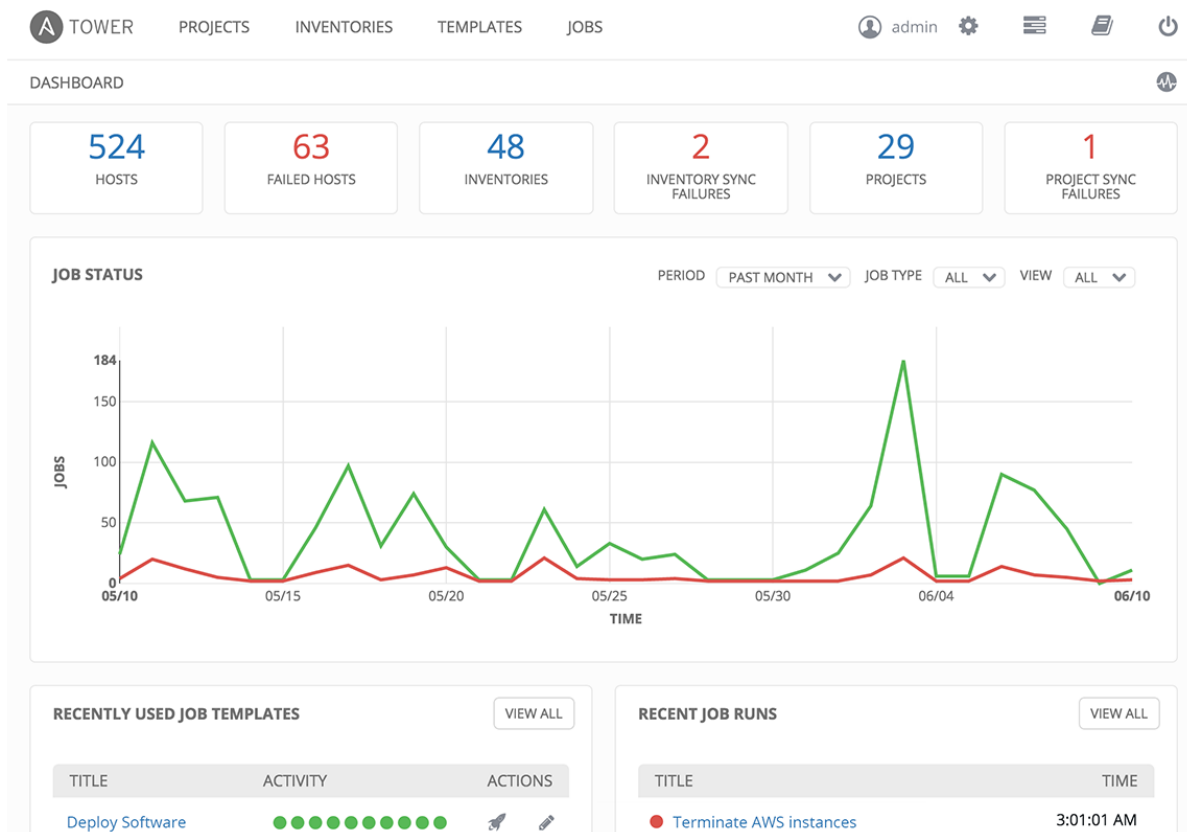 A TOWER PROJECTS INVENTORIES TEMPLATES JOBS admin
DASHBOARD
524 63 48 2 29 1
HOSTS FAILED HOSTS INVENTORIES INVENTORY SYNC PROJECTS PROJECT SYNC
FAILURES FAILURES
JOB STATUS PERIOD PAST MONTH JOB TYPE ALL VIEW ALL
184
150
100
50
0
JOBS
05/10 05/15 05/20 05/25 05/30 06/04 06/10
TIME
RECENTLY USED JOB TEMPLATES VIEW ALL
TITLE ACTIVITY ACTIONS
Deploy Software
RECENT JOB RUNS VIEW ALL
TITLE TIME
Terminate AWS instances 3:01:01 AM